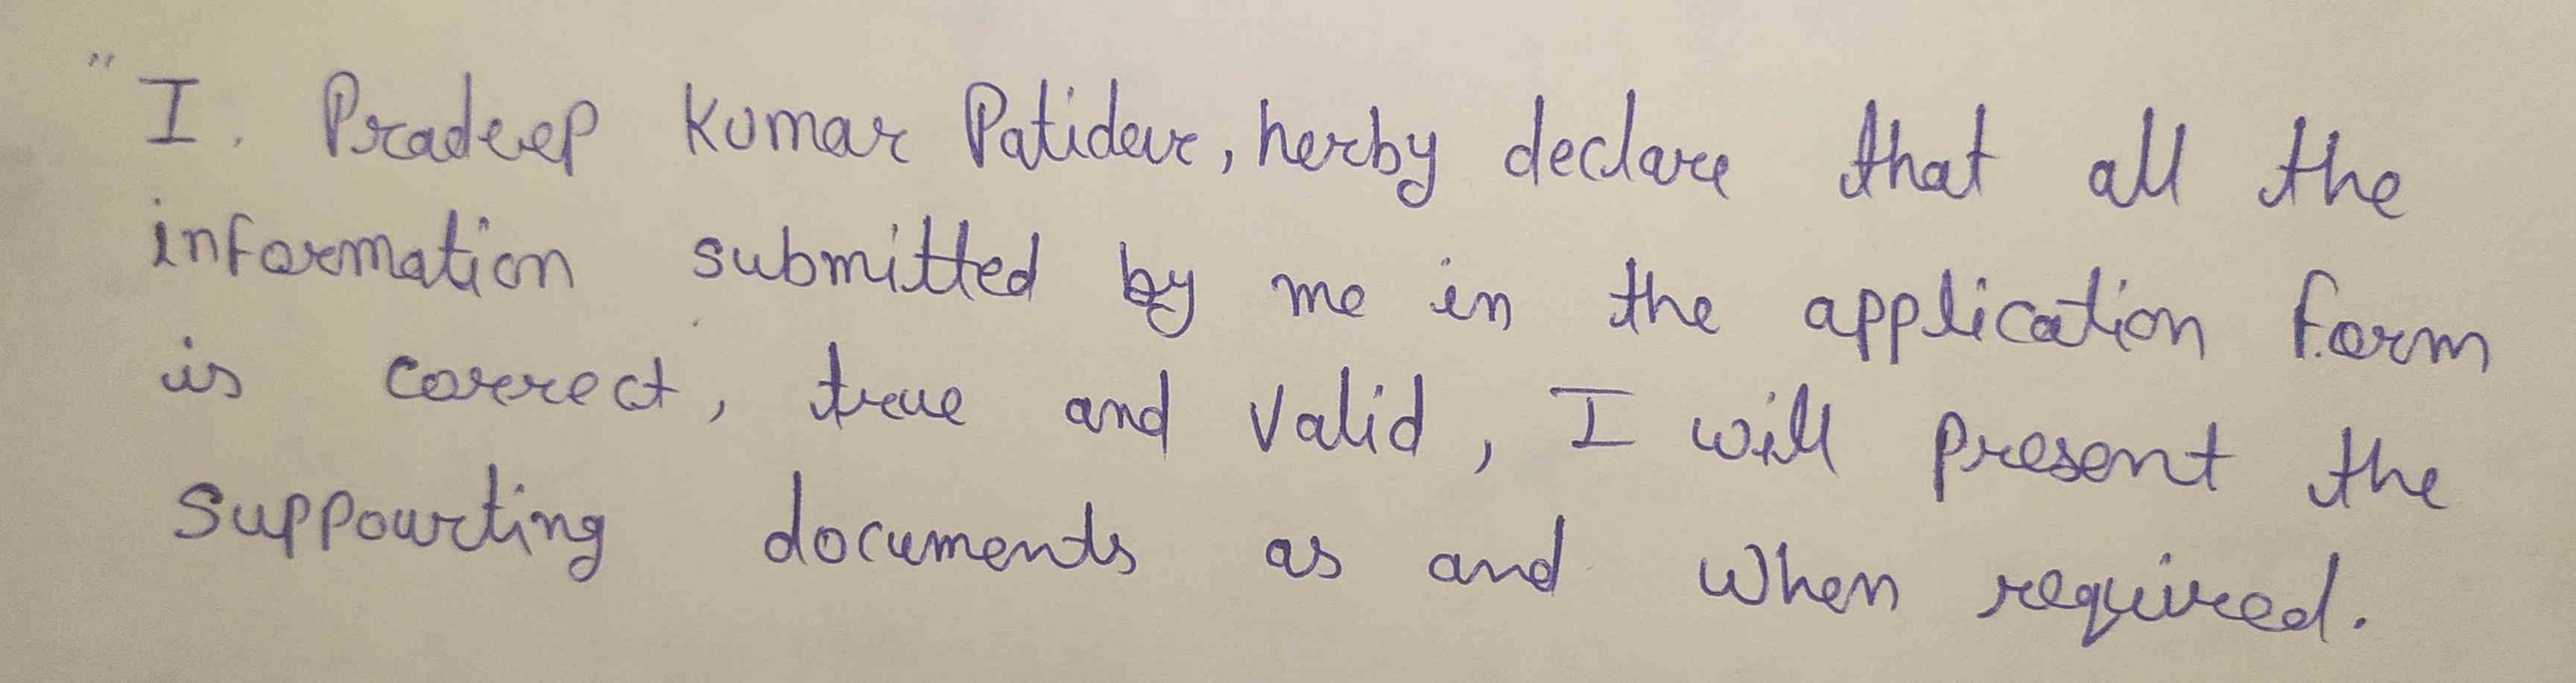 "I. Pradeep Kumar Patidar, herby declare that all the
information submitted by me in the application form
is correct, true and valid, I will present the
supporting documents as and when required.